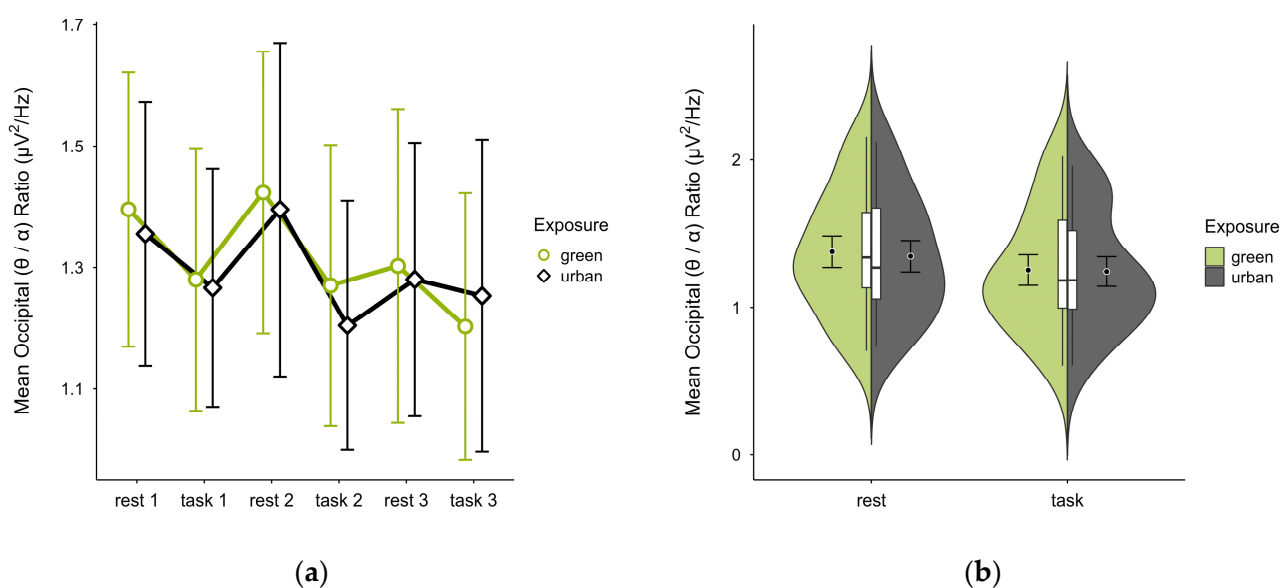 Mean Occipital (θ / α) Ratio (µV²/Hz)
1.7
1.5
1.3
1.1
rest 1 task 1 rest 2 task 2 rest 3 task 3
Exposure
green
urban
(a)
Mean Occipital (θ / α) Ratio (µV²/Hz)
2
1
0
rest task
Exposure
green
urban
(b)